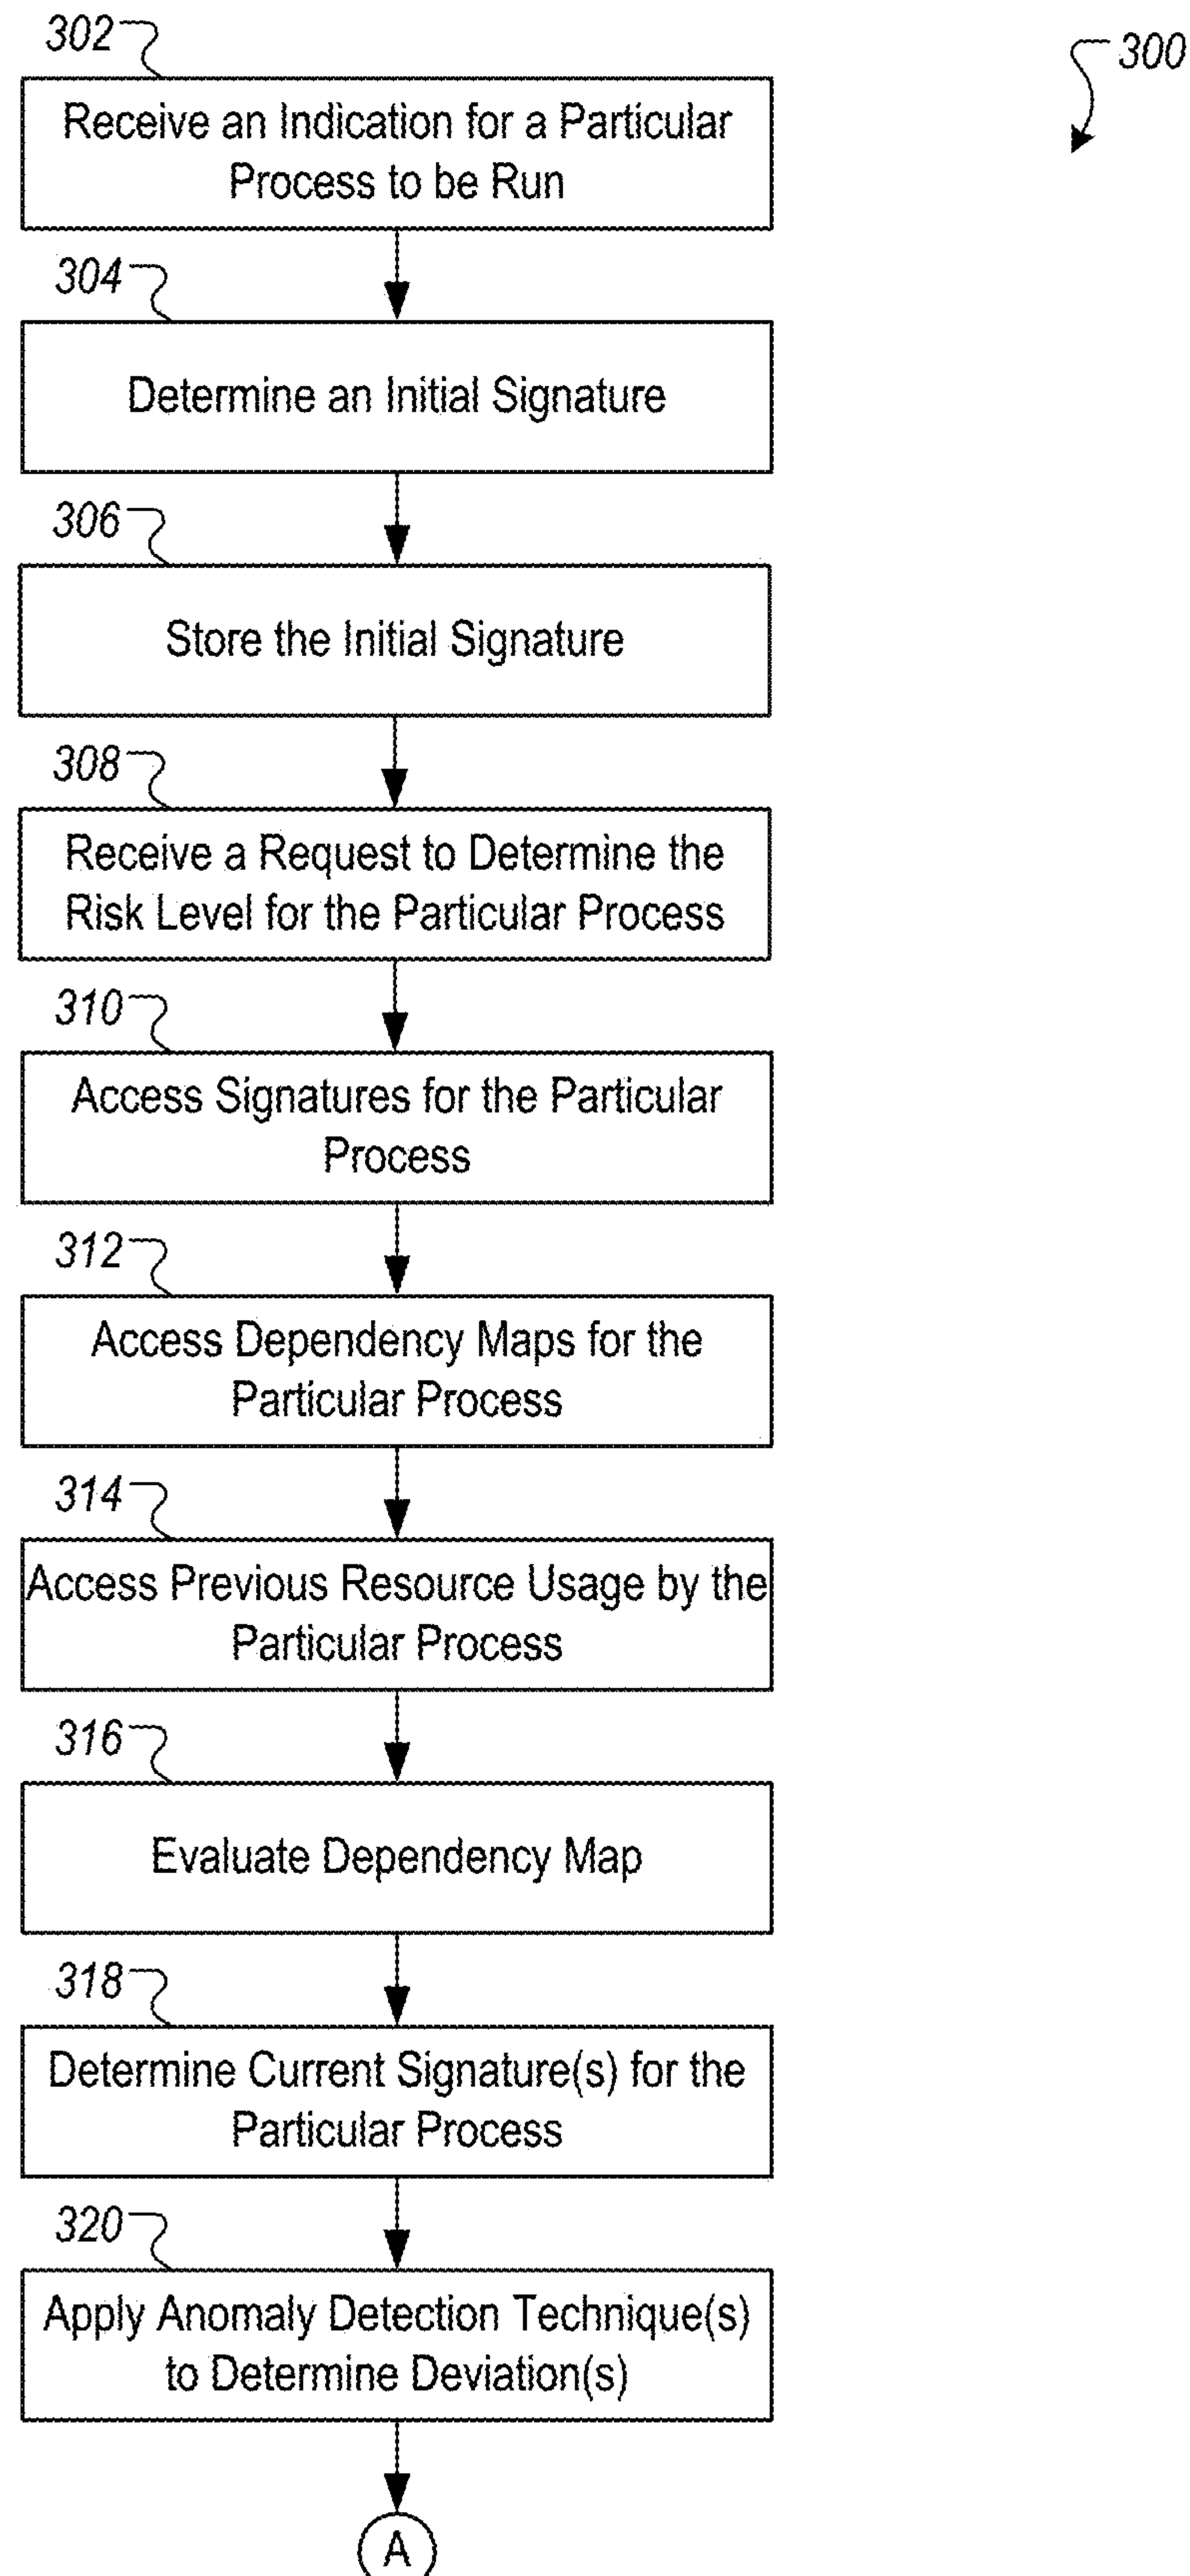 302
300
Receive an Indication for a Particular
Process to be Run
304
Determine an Initial Signature
306
Store the Initial Signature
308
Receive a Request to Determine the
Risk Level for the Particular Process
310
Access Signatures for the Particular
Process
312
Access Dependency Maps for the
Particular Process
314
Access Previous Resource Usage by the
Particular Process
316
Evaluate Dependency Map
318
Determine Current Signature(s) for the
Particular Process
320
Apply Anomaly Detection Technique(s)
to Determine Deviation(s)
A